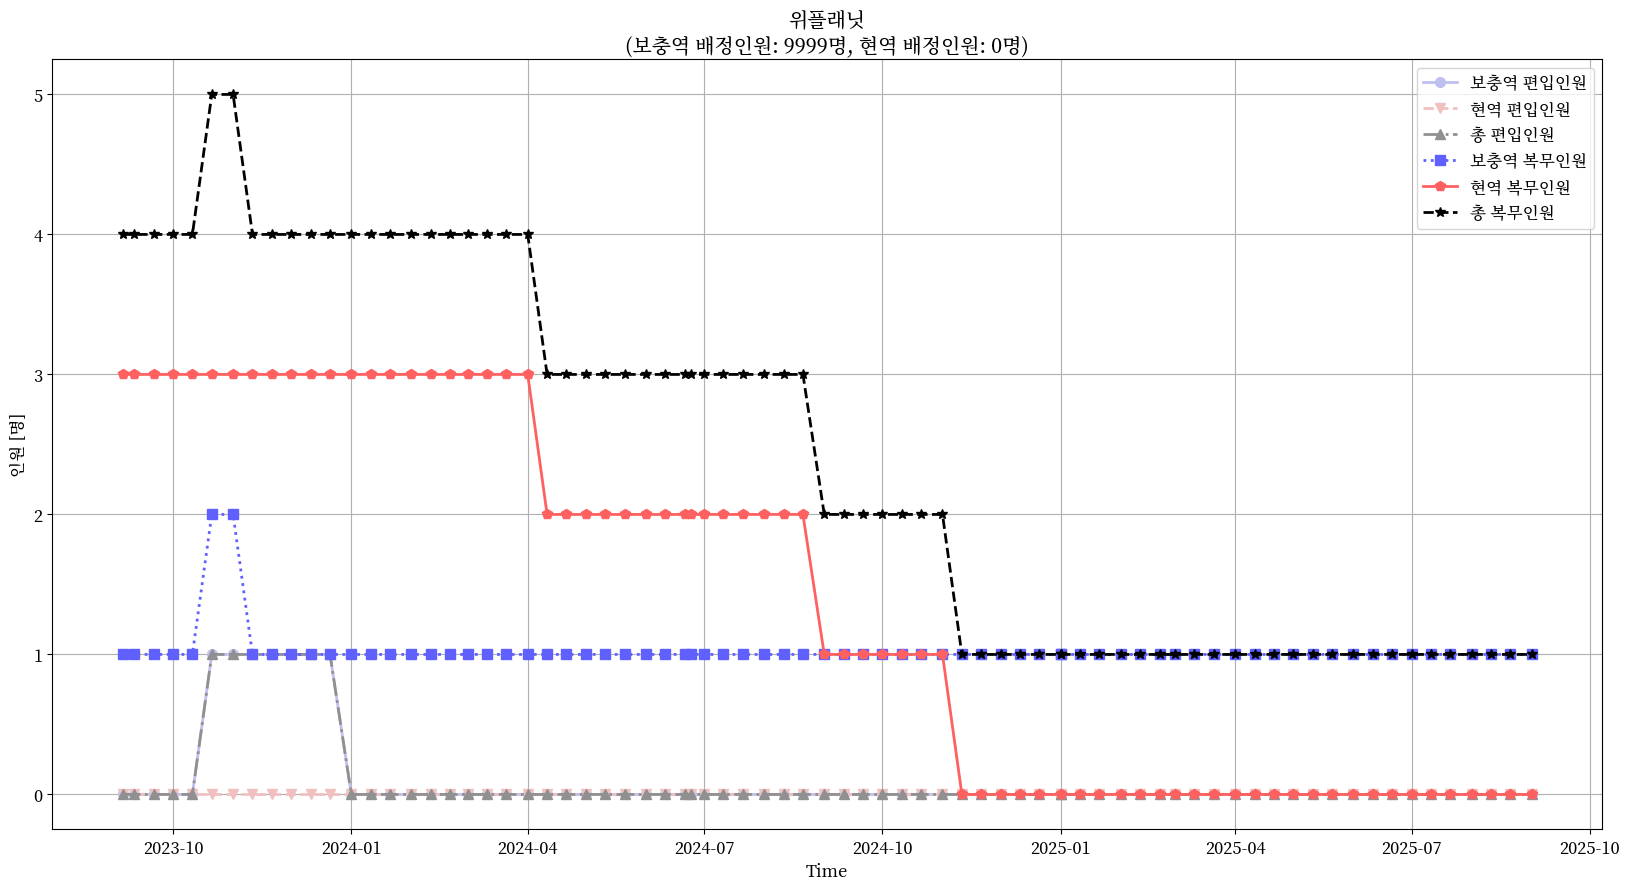 위플래닛
(보충역 배정인원: 9999명, 현역 배정인원: 0명)
보충역 편입인원
현역 편입인원
총 편입인원
보충역 복무인원
현역 복무인원
총 복무인원
인원 [명]
5
4
3
2
1
0
2023-10
2024-01
2024-04
2024-07
2024-10
2025-01
2025-04
2025-07
2025-10
Time